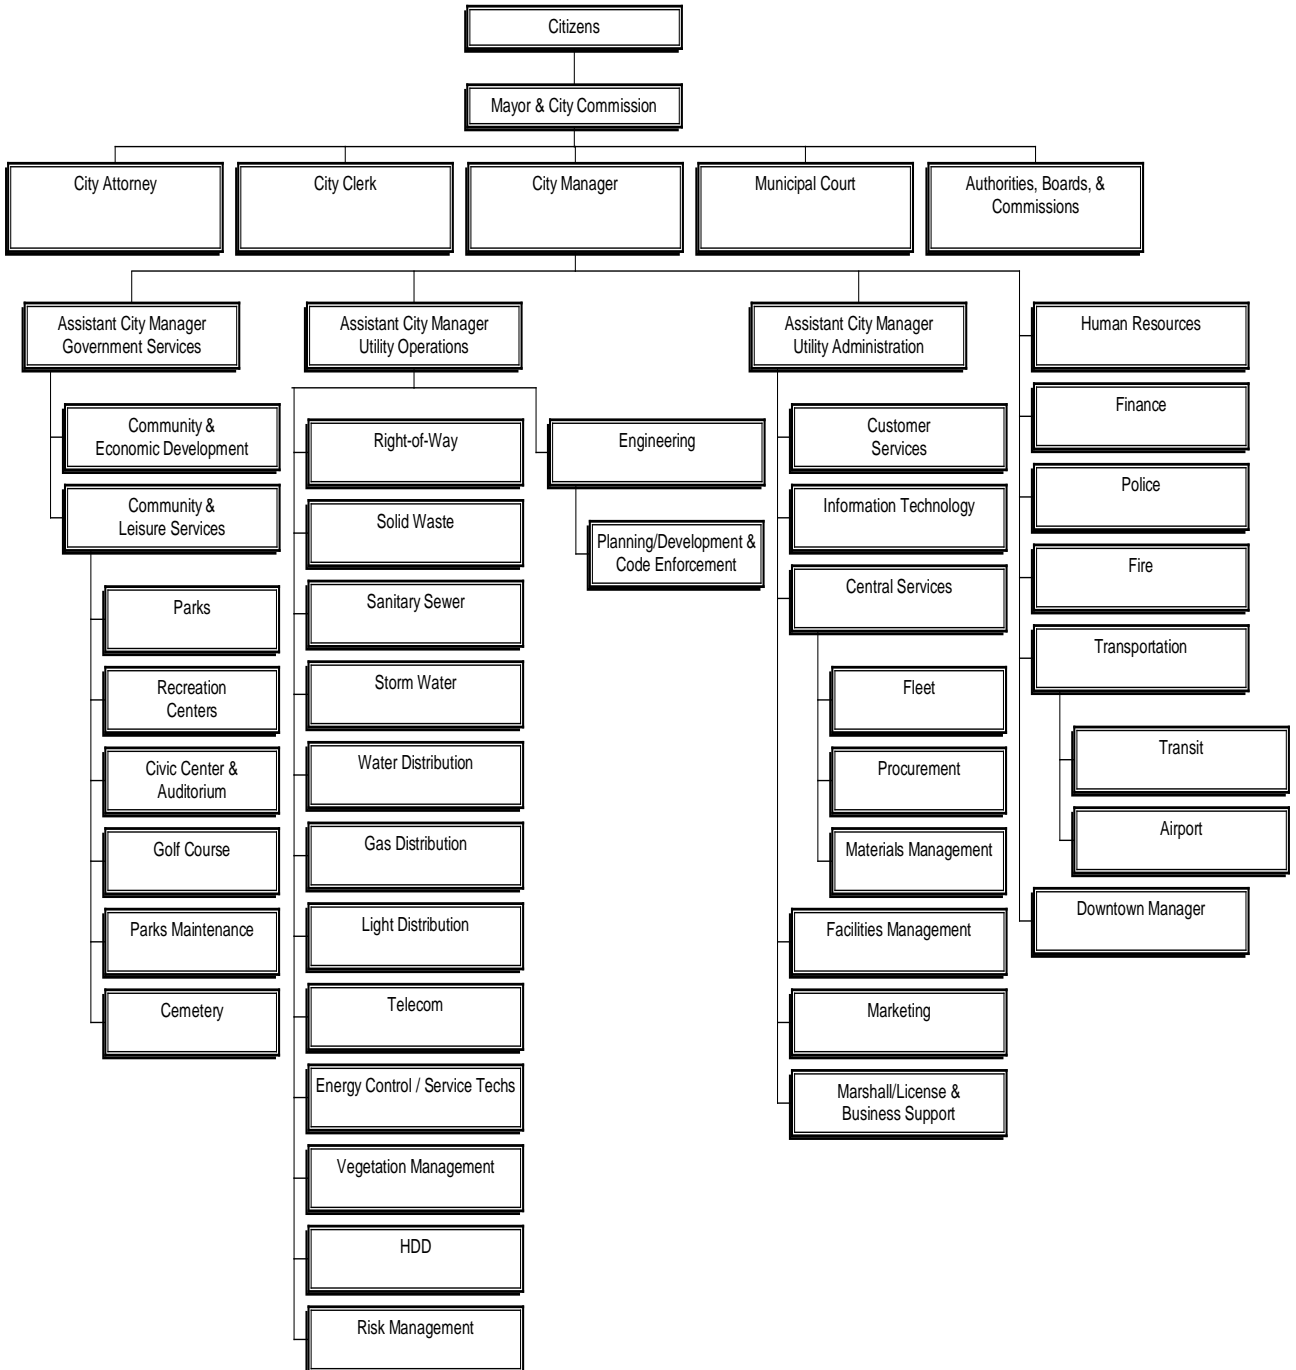 Citizens
Mayor & City Commission
City Attorney
City Clerk
City Manager
Municipal Court
Authorities, Boards, &
Commissions
Assistant City Manager
Government Services
Community &
Economic Development
Community &
Leisure Services
Parks
Recreation
Centers
Civic Center &
Auditorium
Golf Course
Parks Maintenance
Cemetery
Assistant City Manager
Utility Operations
Right-of-Way
Solid Waste
Sanitary Sewer
Storm Water
Water Distribution
Gas Distribution
Light Distribution
Telecom
Energy Control / Service Techs
Vegetation Management
HDD
Risk Management
Engineering
Planning/Development &
Code Enforcement
Assistant City Manager
Utility Administration
Customer
Services
Information Technology
Central Services
Fleet
Procurement
Materials Management
Facilities Management
Marketing
Marshall/License &
Business Support
Human Resources
Finance
Police
Fire
Transportation
Transit
Airport
Downtown Manager